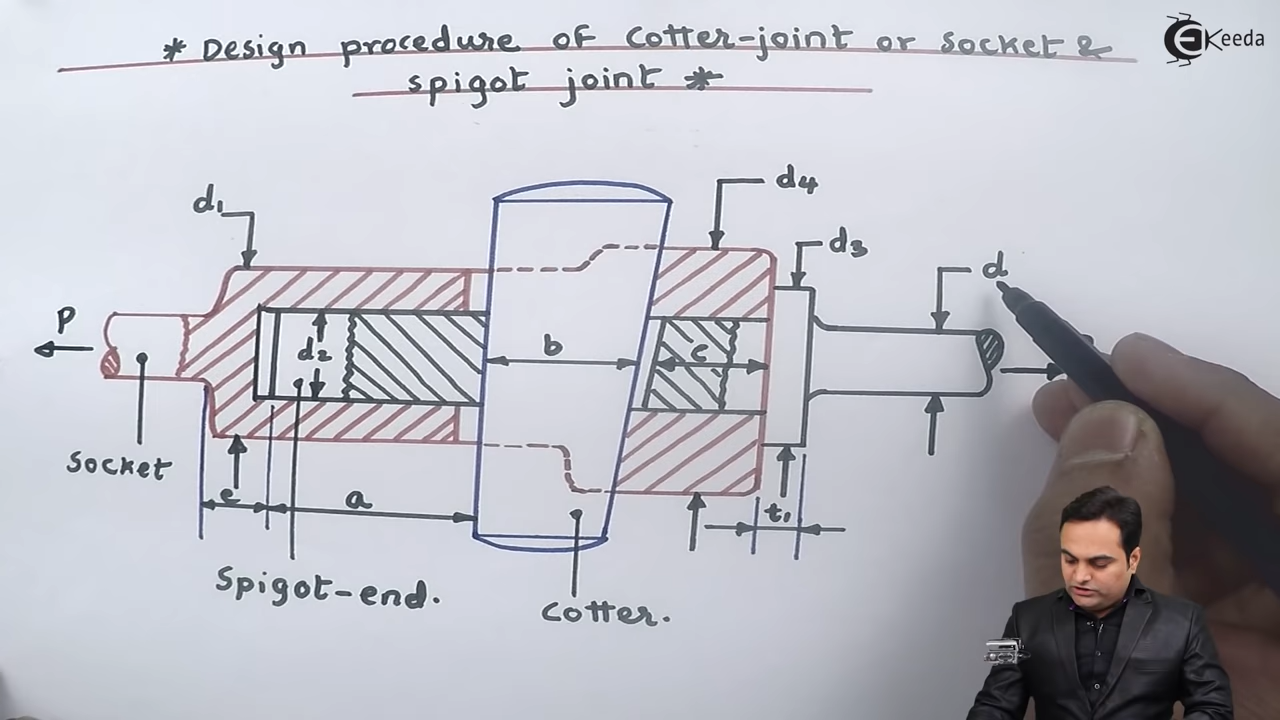 * Design procedure of Cotter-joint or Socket &
spigot joint *
EKeeda
d1
d4
d3
d
P
d2
b
c
Socket
e
a
t1
Spigot-end.
Cotter.